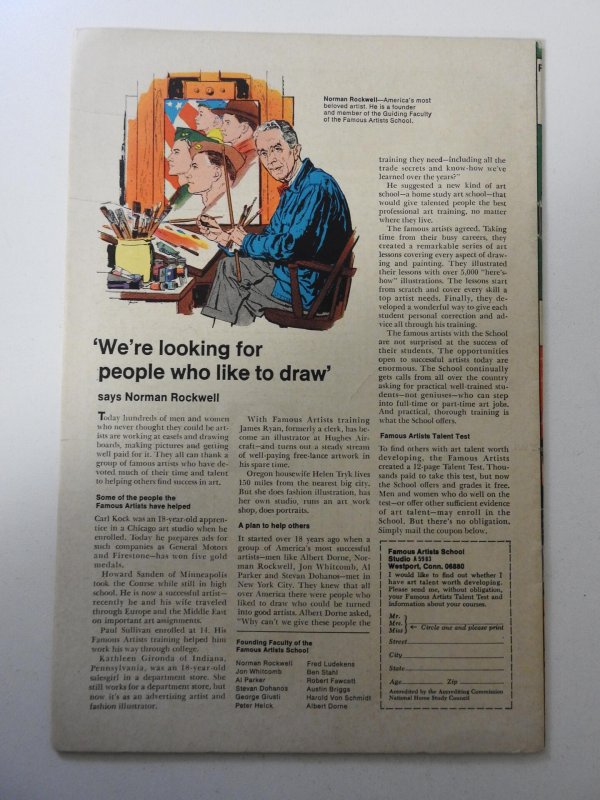 Norman Rockwell—America's most
beloved artist. He is a founder
and member of the Guiding Faculty
of the Famous Artists School.
'We're looking for
people who like to draw'
says Norman Rockwell
Today hundreds of men and women
who never thought they could be art-
ists are working at easels and drawing
boards, making pictures and getting
well paid for it. They all can thank a
group of famous artists who have de-
voted much of their time and talent
to helping others find success in art.
Some of the people the
Famous Artists have helped
Carl Kock was an 18-year-old appren-
tice in a Chicago art studio when he
enrolled. Today he prepares ads for
such companies as General Motors
and Firestone—has won five gold
medals.
Howard Sanden of Minneapolis
took the Course while still in high
school. He is now a successful artist—
recently he and his wife traveled
through Europe and the Middle East
on important art assignments.
Paul Sullivan enrolled at 14. His
Famous Artists training helped him
work his way through college.
Kathleen Gironda of Indiana,
Pennsylvania, was an 18-year-old
salesgirl in a department store. She
still works for a department store, but
now it's as an advertising artist and
fashion illustrator.
With Famous Artists training
James Ryan, formerly a clerk, has be-
come an illustrator at Hughes Air-
craft—and turns out a steady stream
of well-paying free-lance artwork in
his spare time.
Oregon housewife Helen Tryk lives
150 miles from the nearest big city.
But she does fashion illustration, has
her own studio, runs an art work
shop, does portraits.
A plan to help others
It started over 18 years ago when a
group of America's most successful
artists—men like Albert Dorne, Nor-
man Rockwell, Jon Whitcomb, Al
Parker and Stevan Dohanos—met in
New York City. They knew that all
over America there were people who
liked to draw who could be turned
into good artists. Albert Dorne asked,
"Why can't we give these people the
Founding Faculty of the
Famous Artists School
Norman Rockwell
Jon Whitcomb
Al Parker
Stevan Dohanos
George Giusti
Peter Helck
Fred Ludekens
Ben Stahl
Robert Fawcett
Austin Briggs
Harold Von Schmidt
Albert Dorne
training they need—including all the
trade secrets and know-how we've
learned over the years?"
He suggested a new kind of art
school—a home study art school—that
would give talented people the best
professional art training, no matter
where they live.
The famous artists agreed. Taking
time from their busy careers, they
created a remarkable series of art
lessons covering every aspect of draw-
ing and painting. They illustrated
their lessons with over 5,000 "here's-
how" illustrations. The lessons start
from scratch and cover every skill a
top artist needs. Finally, they de-
veloped a wonderful way to give each
student personal correction and ad-
vice all through his training.
The famous artists with the School
are not surprised at the success of
their students. The opportunities
open to successful artists today are
enormous. The School continually
gets calls from all over the country
asking for practical well-trained stu-
dents—not geniuses—who can step
into full-time or part-time art jobs.
And practical, thorough training is
what the School offers.
Famous Artists Talent Test
To find others with art talent worth
developing, the Famous Artists
created a 12-page Talent Test. Thou-
sands paid to take this test, but now
the School offers and grades it free.
Men and women who do well on the
test—or offer other sufficient evidence
of art talent—may enroll in the
School. But there's no obligation.
Simply mail the coupon below.
Famous Artists School
Westport, Conn. 06880
I would like to find out whether I
have art talent worth developing.
Please send me, without obligation,
your Famous Artists Talent Test and
information about your courses.
Mr.
Mrs.
Miss
Circle one and please print
Street
City
State
Age Zip
Accredited by the Accrediting Commission
National Home Study Council
F